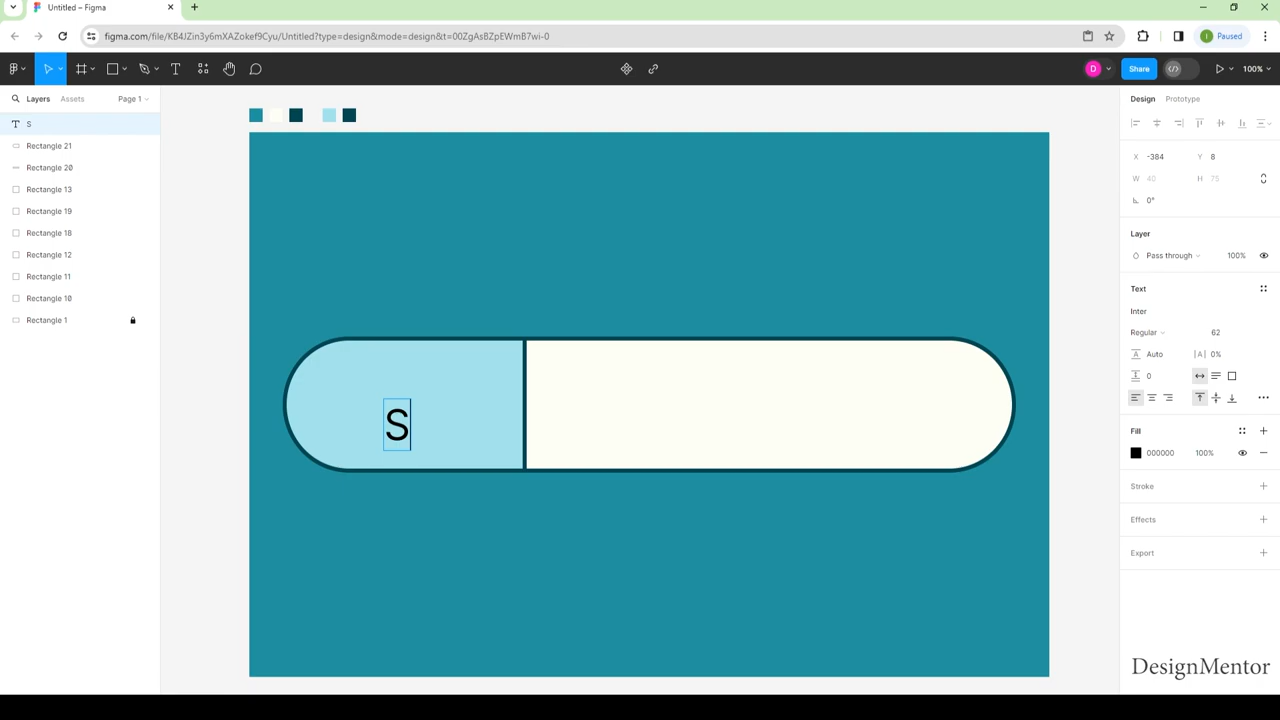 Untitled – Figma
figma.com/file/KB4JZin3y6mXAZokef9Cyu/Untitled?type=design&mode=design&t=00ZgAsBZpEWmB7wi-0
I Paused
D Share 100%
Layers Assets Page 1 Design Prototype
S
Rectangle 21
X -384 Y 8
Rectangle 20
W 40 H 75
Rectangle 13
0°
Rectangle 19
Rectangle 18
Layer
Rectangle 12
Pass through 100%
Rectangle 11
Text
Rectangle 10
Inter
Rectangle 1
Regular 62
Auto |A| 0%
0
S
Fill
000000 100%
Stroke
Effects
Export
DesignMentor